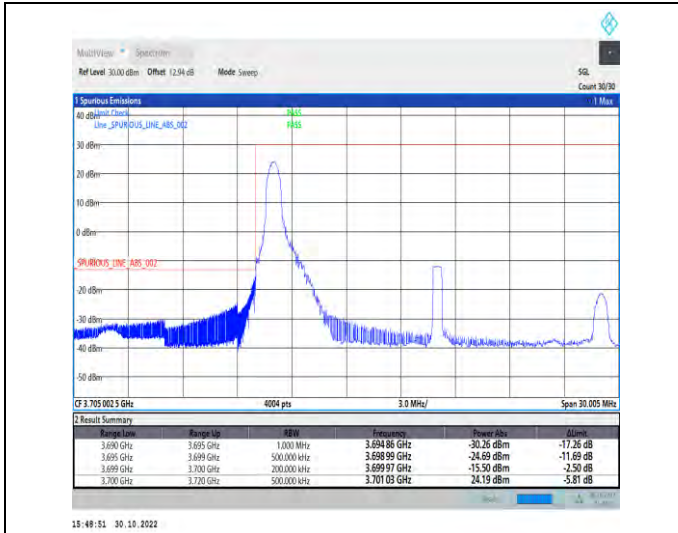 MultiView Spectrum
Ref Level 30.00 dBm Offset 12.94 dB Mode Sweep SGL
Count 30/30
1 Spurious Emissions 1 Max
40 dBm Limit Check PASS
Line _SPURIOUS_LINE_ABS_002 PASS
30 dBm
20 dBm
10 dBm
0 dBm
_SPURIOUS_LINE_ABS_002
-20 dBm
-30 dBm
-40 dBm
-50 dBm
CF 3.705 002 5 GHz 4004 pts 3.0 MHz/ Span 30.005 MHz
2 Result Summary
Range Low Range Up RBW Frequency Power Abs ΔLimit
3.690 GHz 3.695 GHz 1.000 MHz 3.694 86 GHz -30.26 dBm -17.26 dB
3.695 GHz 3.699 GHz 500.000 kHz 3.698 99 GHz -24.69 dBm -11.69 dB
3.699 GHz 3.700 GHz 200.000 kHz 3.699 97 GHz -15.50 dBm -2.50 dB
3.700 GHz 3.720 GHz 500.000 kHz 3.701 03 GHz 24.19 dBm -5.81 dB
15:48:51 30.10.2022